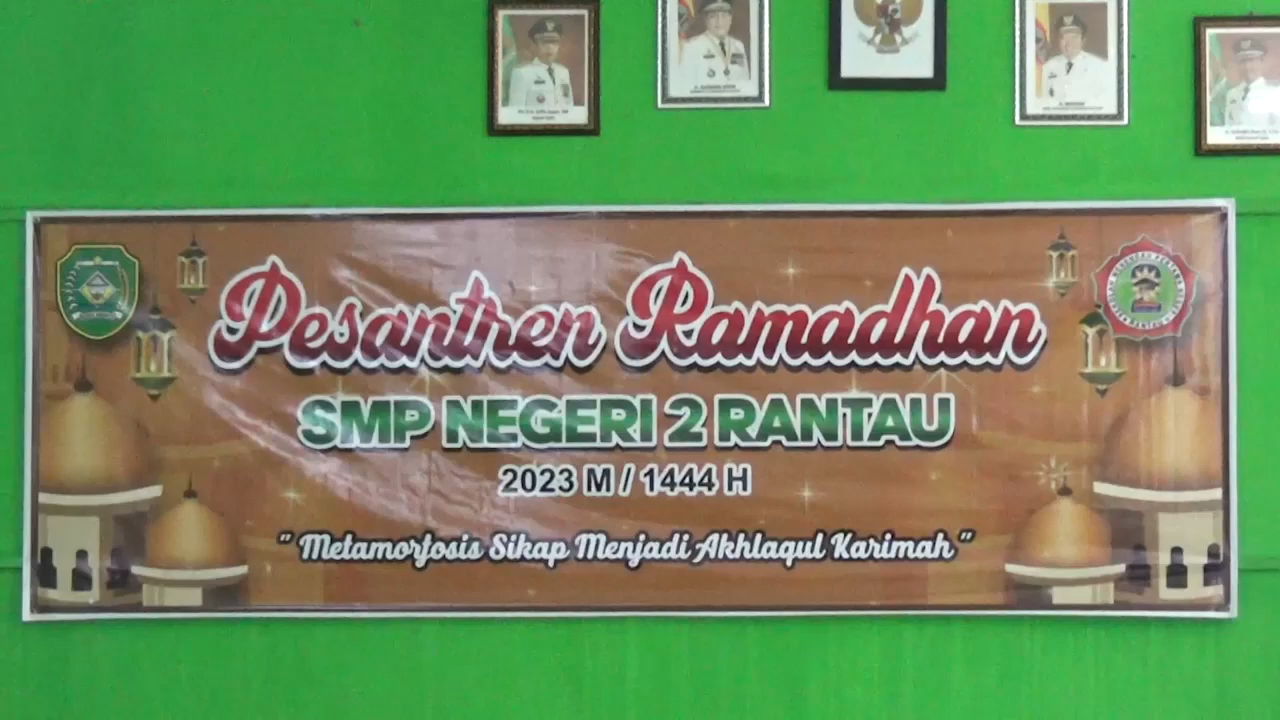 Pesantren Ramadhan
SMP NEGERI 2 RANTAU
2023 M / 1444 H
" Metamorfosis Sikap Menjadi Akhlaqul Karimah "